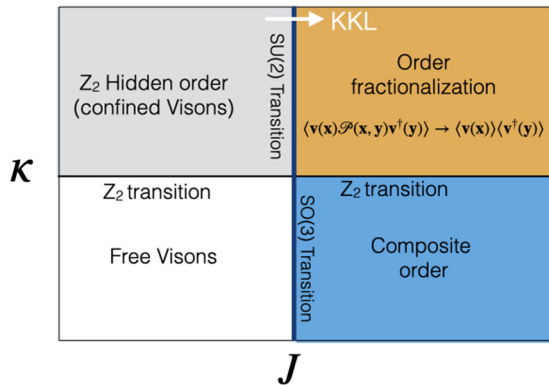 KKL
Z₂ Hidden order
(confined Visons)
SU(2) Transition
Order
fractionalization
⟨v(x)𝒫(x, y)v†(y)⟩ → ⟨v(x)⟩⟨v†(y)⟩
κ
Z₂ transition
Z₂ transition
Free Visons
SO(3) Transition
Composite
order
J